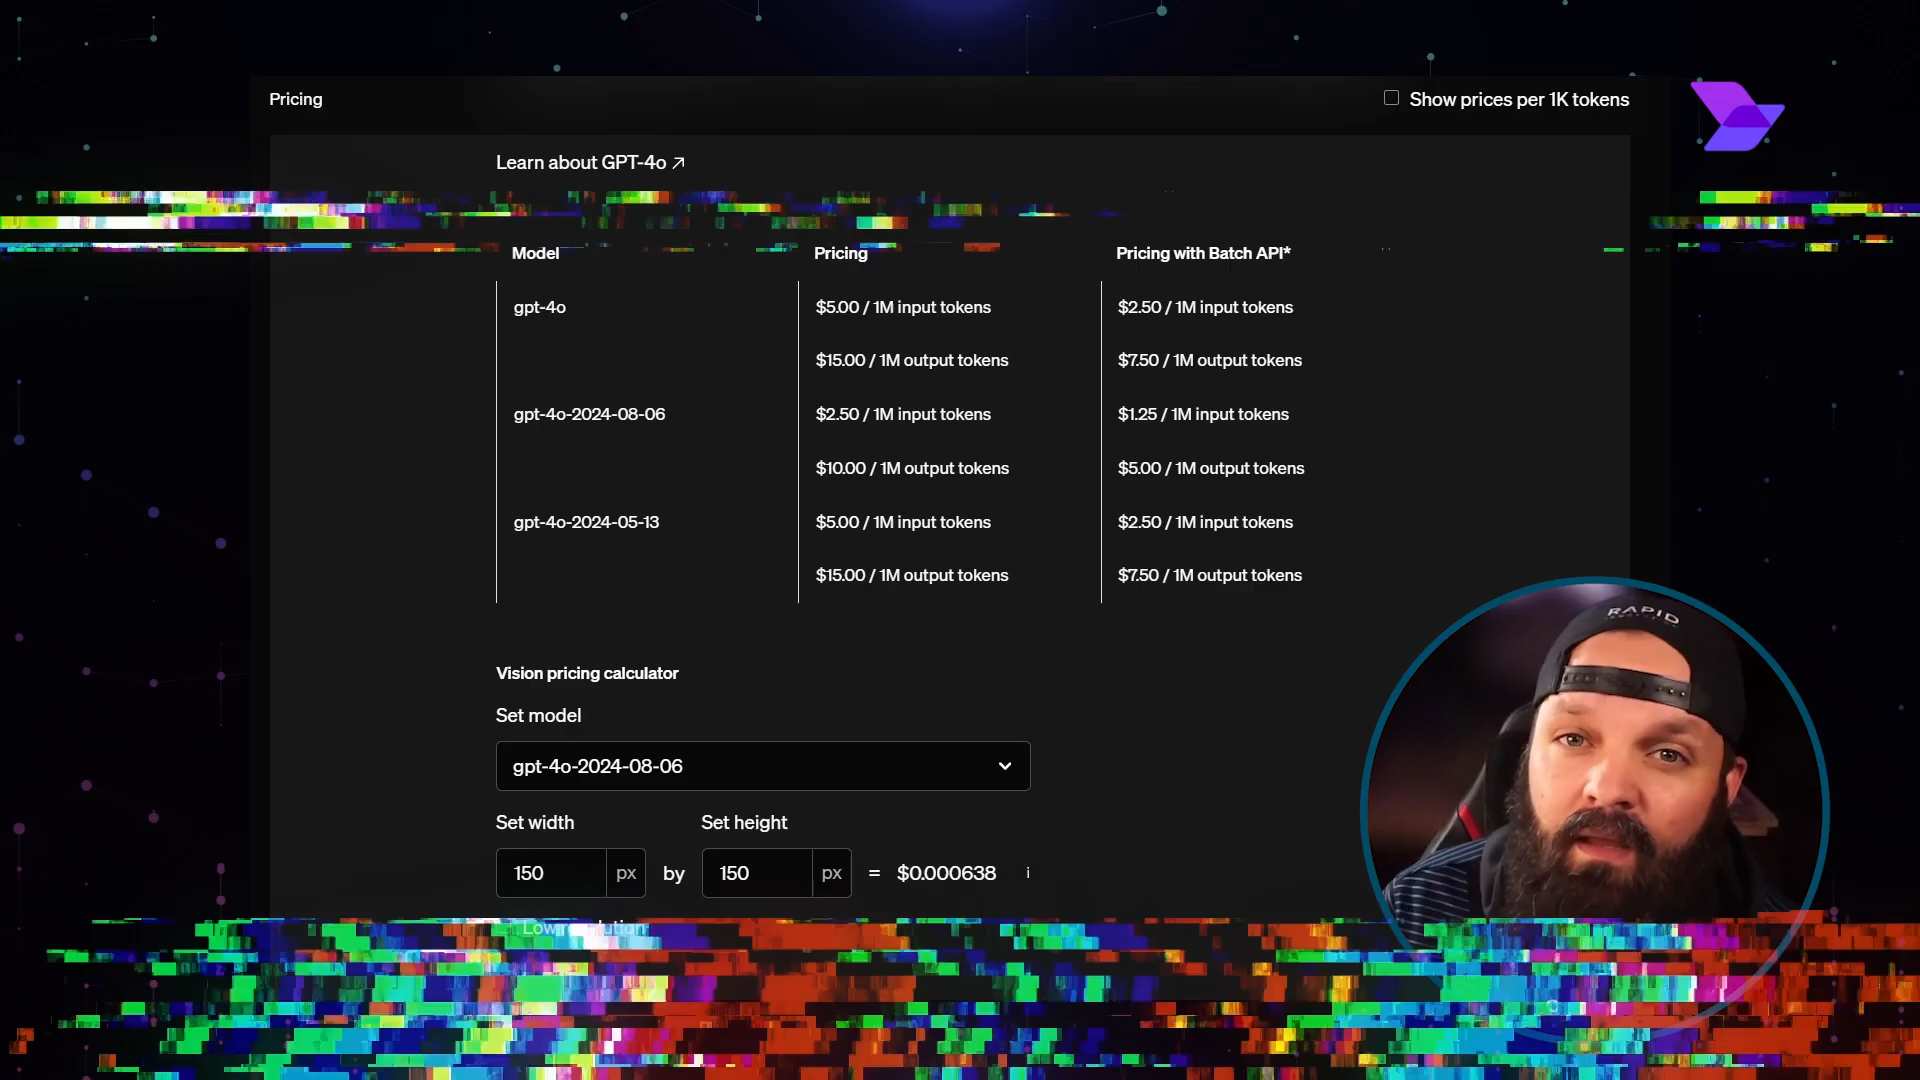 Pricing
Show prices per 1K tokens
Learn about GPT-4o
Model
Pricing
Pricing with Batch API*
gpt-4o
$5.00 / 1M input tokens
$2.50 / 1M input tokens
$15.00 / 1M output tokens
$7.50 / 1M output tokens
gpt-4o-2024-08-06
$2.50 / 1M input tokens
$1.25 / 1M input tokens
$10.00 / 1M output tokens
$5.00 / 1M output tokens
gpt-4o-2024-05-13
$5.00 / 1M input tokens
$2.50 / 1M input tokens
$15.00 / 1M output tokens
$7.50 / 1M output tokens
RAPID
Vision pricing calculator
Set model
gpt-4o-2024-08-06
Set width
Set height
150 px by 150 px = $0.000638 i
Low